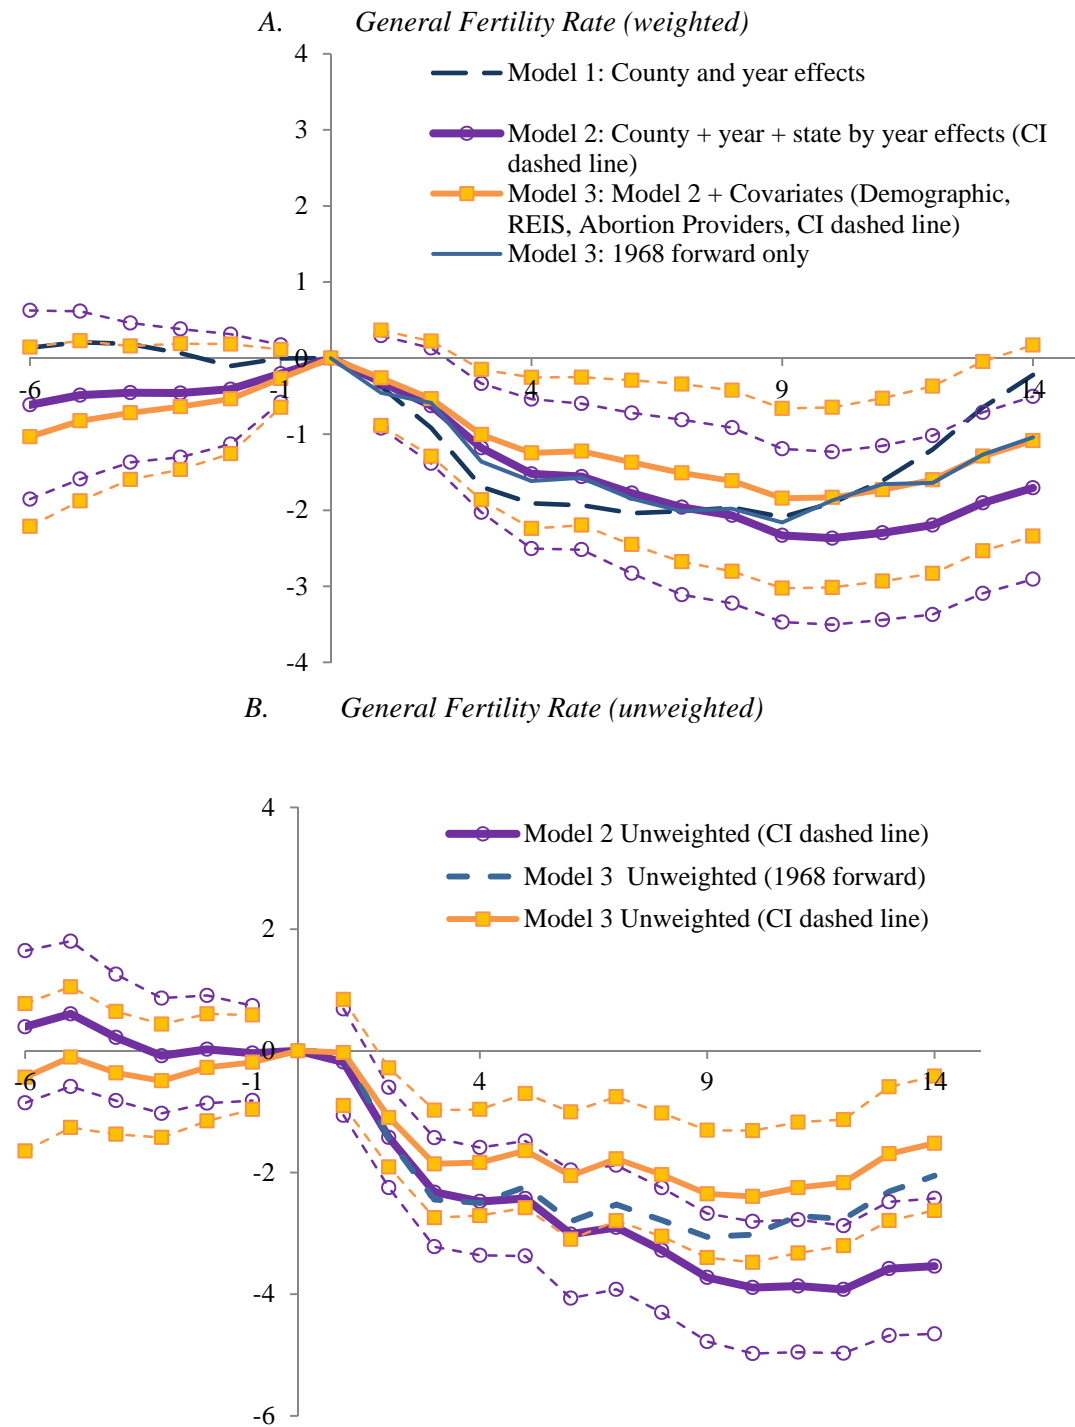 A. General Fertility Rate (weighted)
4
Model 1: County and year effects
3
Model 2: County + year + state by year effects (CI
dashed line)
2
Model 3: Model 2 + Covariates (Demographic,
REIS, Abortion Providers, CI dashed line)
Model 3: 1968 forward only
1
0
-6 -1 4 9 14
-1
-2
-3
-4
B. General Fertility Rate (unweighted)
4
Model 2 Unweighted (CI dashed line)
Model 3 Unweighted (1968 forward)
Model 3 Unweighted (CI dashed line)
2
0
-6 -1 4 9 14
-2
-4
-6